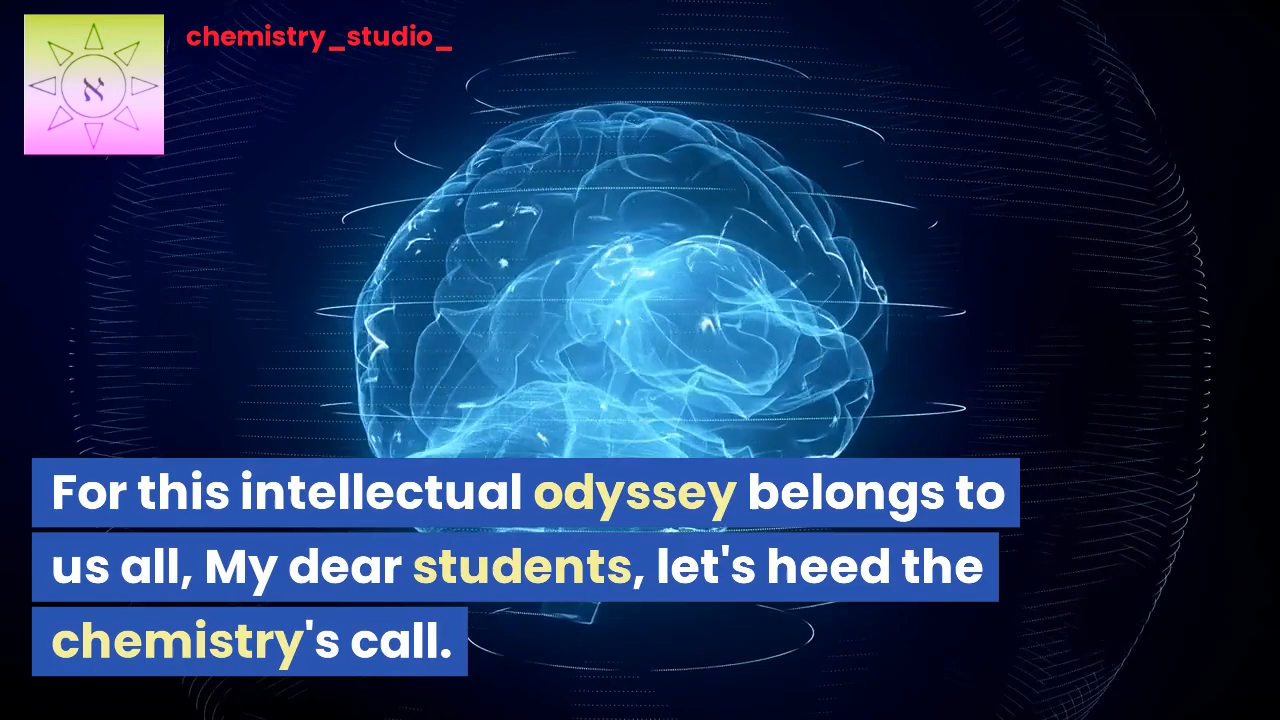 chemistry_studio_
א
For this intellectual odyssey belongs to
us all, My dear students, let's heed the
chemistry's call.